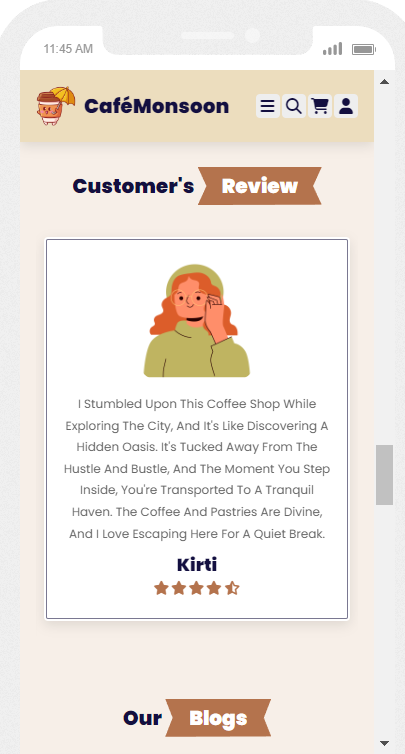 11:45 AM
CaféMonsoon
Customer's Review
I Stumbled Upon This Coffee Shop While
Exploring The City, And It's Like Discovering A
Hidden Oasis. It's Tucked Away From The
Hustle And Bustle, And The Moment You Step
Inside, You're Transported To A Tranquil
Haven. The Coffee And Pastries Are Divine,
And I Love Escaping Here For A Quiet Break.
Kirti
Our Blogs